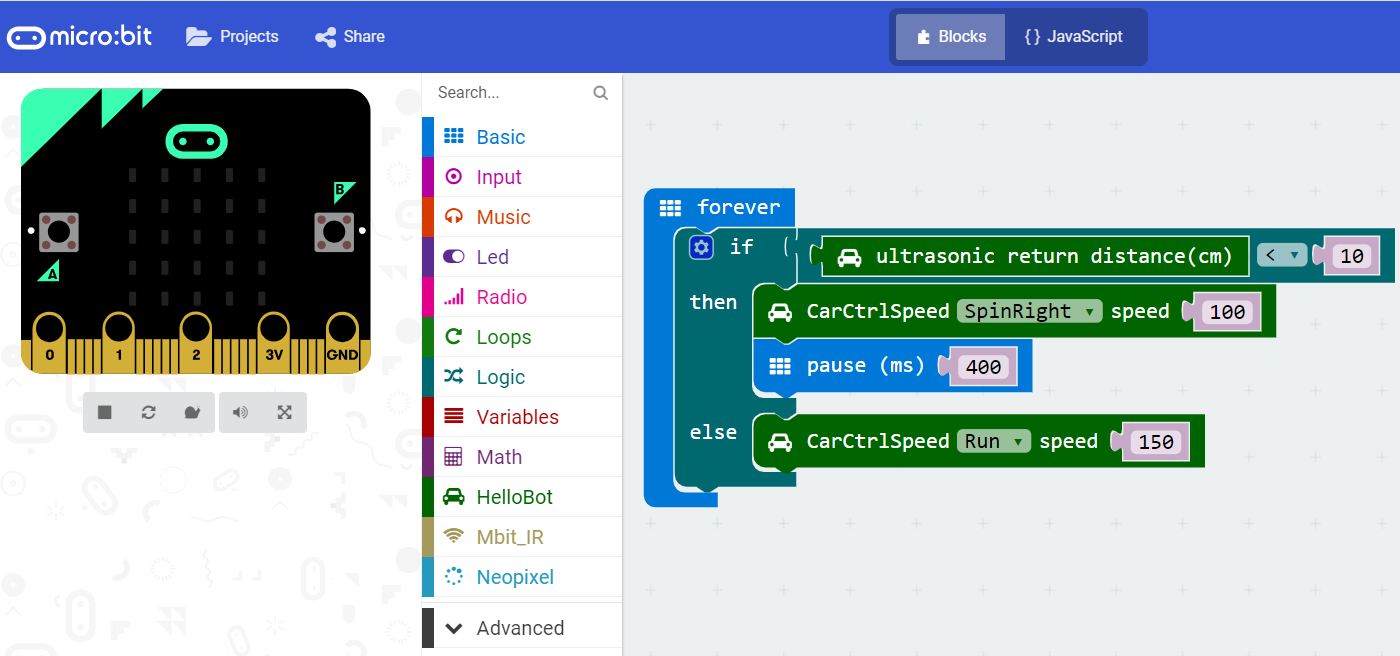 micro:bit Projects Share Blocks {} JavaScript
Search...
Basic
Input
Music
Led
Radio
Loops
Logic
Variables
Math
HelloBot
Mbit_IR
Neopixel
Advanced
B
A
0 1 2 3V GND
forever
if ultrasonic return distance(cm) < 10
then CarCtrlSpeed SpinRight speed 100
pause (ms) 400
else CarCtrlSpeed Run speed 150